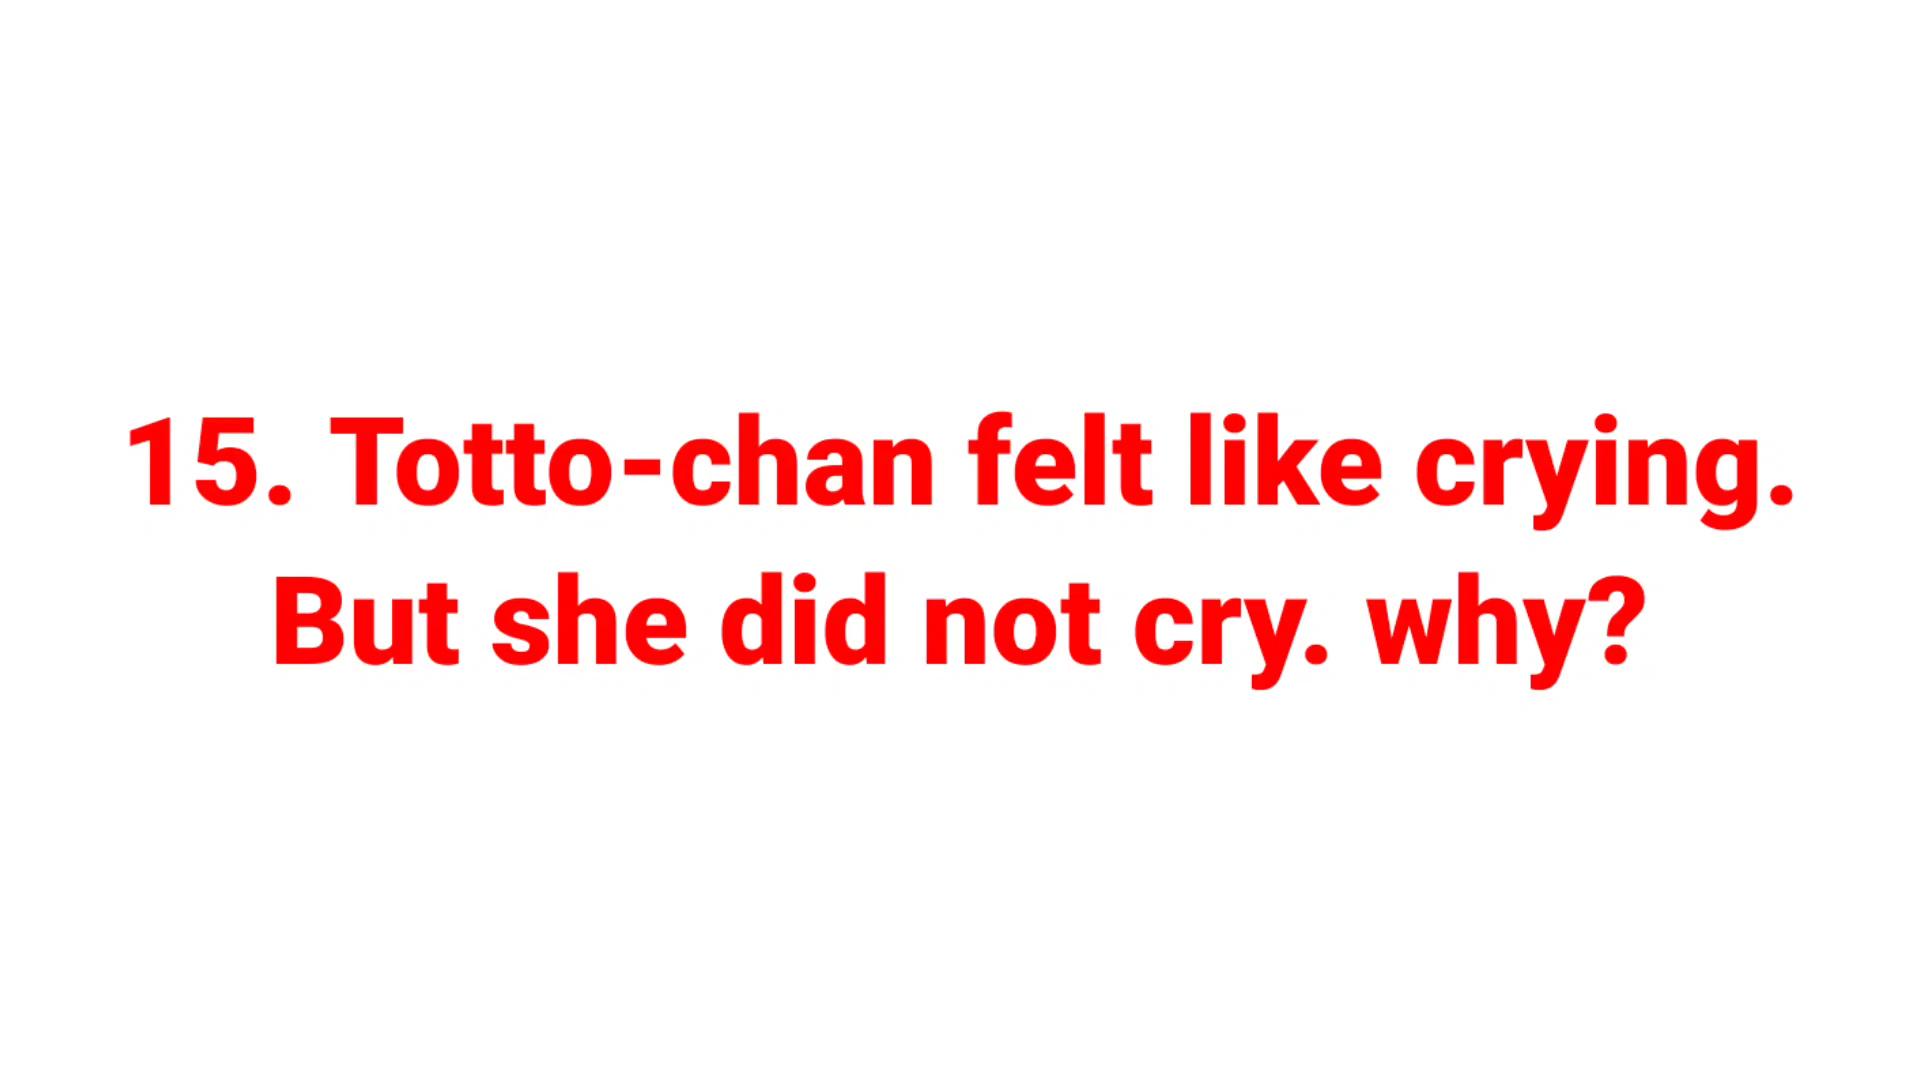 15. Totto-chan felt like crying.
But she did not cry. why?